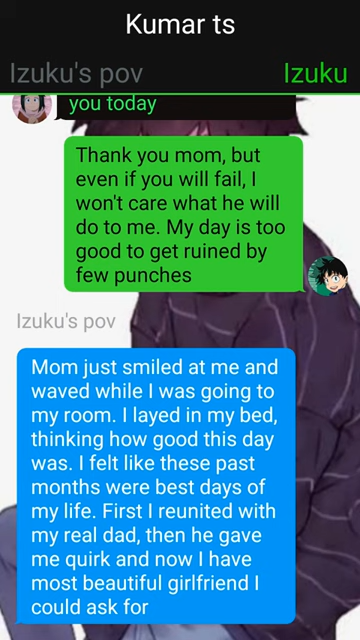 Kumar ts
Izuku's pov
Izuku
you today
Thank you mom, but
even if you will fail, I
won't care what he will
do to me. My day is too
good to get ruined by
few punches
Izuku's pov
Mom just smiled at me and
waved while I was going to
my room. I layed in my bed,
thinking how good this day
was. I felt like these past
months were best days of
my life. First I reunited with
my real dad, then he gave
me quirk and now I have
most beautiful girlfriend I
could ask for